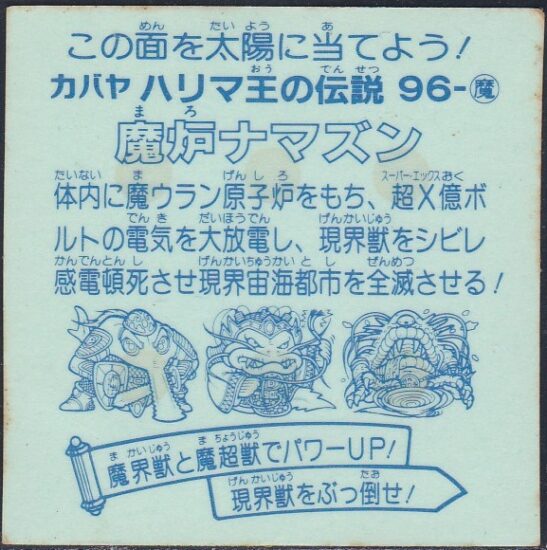 この面を太陽に当てよう!
カバヤ ハリマ王の伝説 96-魔
魔炉ナマズン
体内に魔ウラン原子炉をもち、超X億ボ
ルトの電気を大放電し、現界獣をシビレ
感電頓死させ現界宙海都市を全滅させる!
魔界獣と魔超獣でパワーUP!
現界獣をぶっ倒せ!